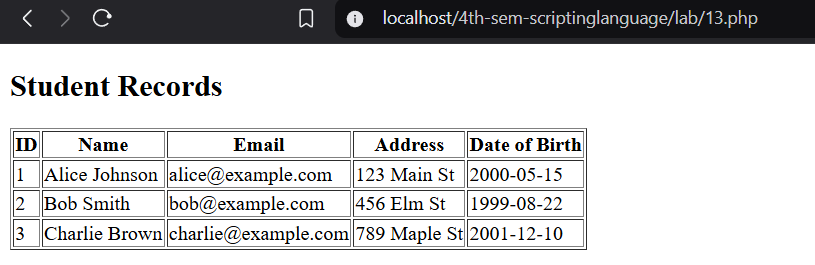 localhost/4th-sem-scriptinglanguage/lab/13.php
Student Records
ID Name Email Address Date of Birth
1 Alice Johnson alice@example.com 123 Main St 2000-05-15
2 Bob Smith bob@example.com 456 Elm St 1999-08-22
3 Charlie Brown charlie@example.com 789 Maple St 2001-12-10